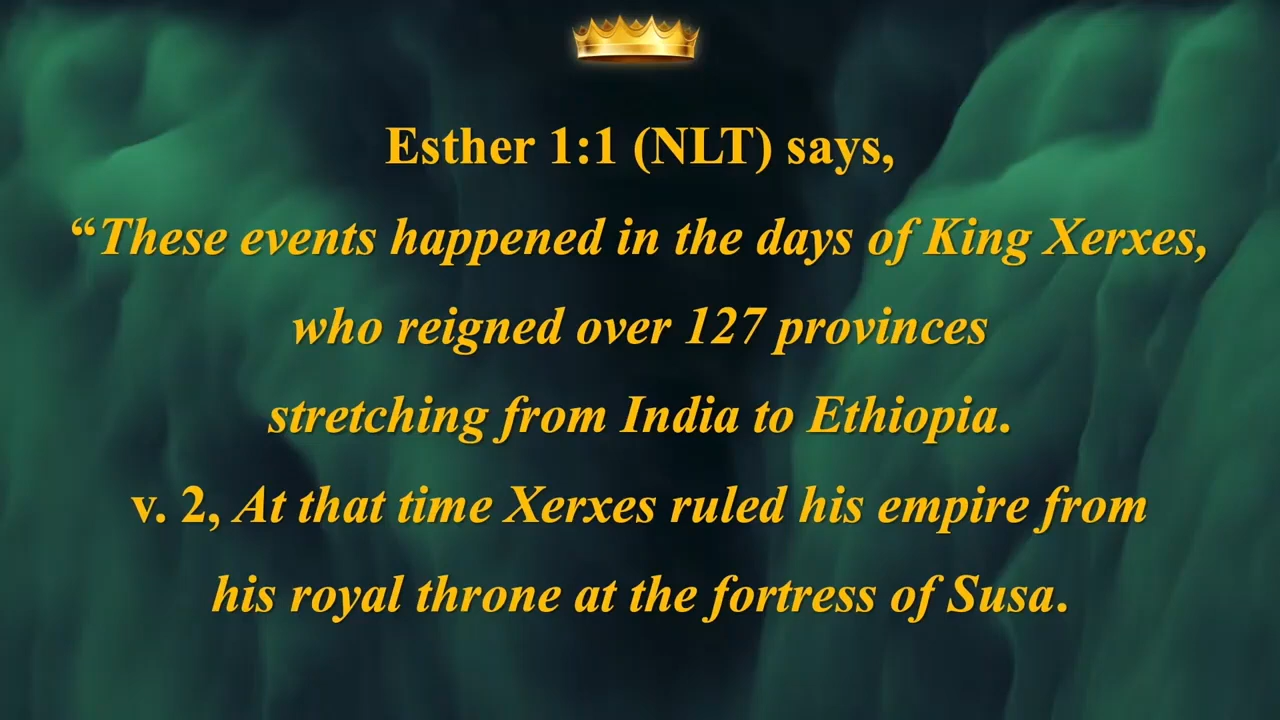 Esther 1:1 (NLT) says,
“These events happened in the days of King Xerxes,
who reigned over 127 provinces
stretching from India to Ethiopia.
v. 2, At that time Xerxes ruled his empire from
his royal throne at the fortress of Susa.